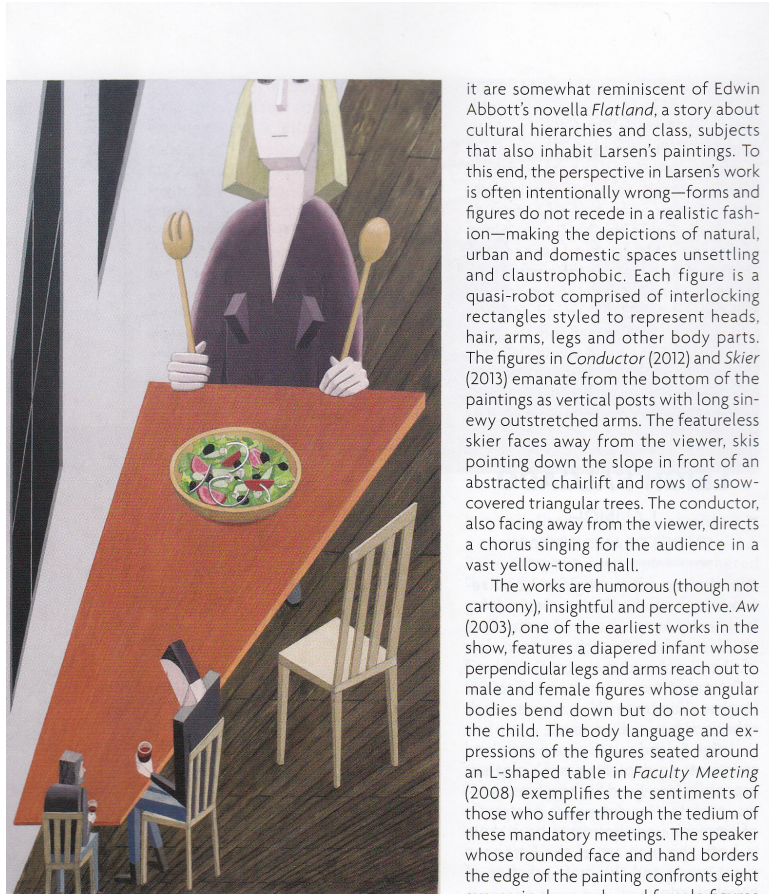 it are somewhat reminiscent of Edwin
Abbott's novella Flatland, a story about
cultural hierarchies and class, subjects
that also inhabit Larsen's paintings. To
this end, the perspective in Larsen's work
is often intentionally wrong—forms and
figures do not recede in a realistic fash-
ion—making the depictions of natural,
urban and domestic spaces unsettling
and claustrophobic. Each figure is a
quasi-robot comprised of interlocking
rectangles styled to represent heads,
hair, arms, legs and other body parts.
The figures in Conductor (2012) and Skier
(2013) emanate from the bottom of the
paintings as vertical posts with long sin-
ewy outstretched arms. The featureless
skier faces away from the viewer, skis
pointing down the slope in front of an
abstracted chairlift and rows of snow-
covered triangular trees. The conductor,
also facing away from the viewer, directs
a chorus singing for the audience in a
vast yellow-toned hall.
The works are humorous (though not
cartoony), insightful and perceptive. Aw
(2003), one of the earliest works in the
show, features a diapered infant whose
perpendicular legs and arms reach out to
male and female figures whose angular
bodies bend down but do not touch
the child. The body language and ex-
pressions of the figures seated around
an L-shaped table in Faculty Meeting
(2008) exemplifies the sentiments of
those who suffer through the tedium of
these mandatory meetings. The speaker
whose rounded face and hand borders
the edge of the painting confronts eight